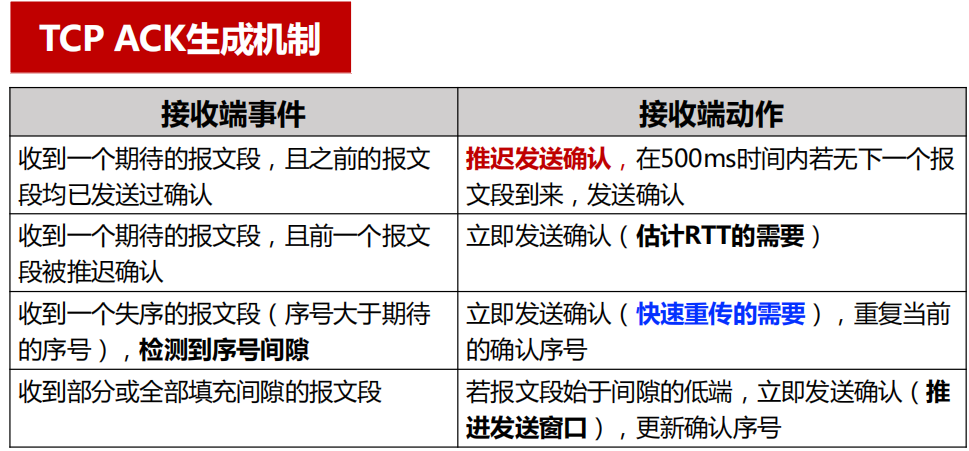 TCP ACK生成机制
接收端事件
接收端动作
收到一个期待的报文段，且之前的报文
段均已发送过确认
推迟发送确认，在500ms时间内若无下一个报
文段到来，发送确认
收到一个期待的报文段，且前一个报文
段被推迟确认
立即发送确认（估计RTT的需要）
收到一个失序的报文段（序号大于期待
的序号），检测到序号间隙
立即发送确认（快速重传的需要），重复当前
的确认序号
收到部分或全部填充间隙的报文段
若报文段始于间隙的低端，立即发送确认（推
进发送窗口），更新确认序号